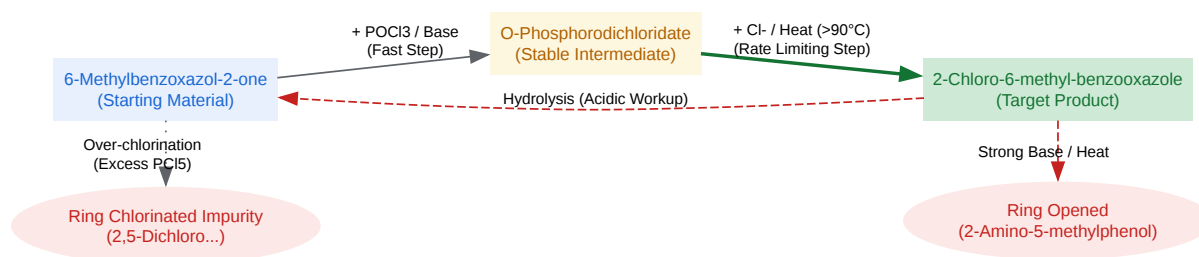 + POCl3 / Base
(Fast Step)
O-Phosphorodichloridate
(Stable Intermediate)
+ Cl- / Heat (>90°C)
(Rate Limiting Step)
6-Methylbenzoxazol-2-one
(Starting Material)
Hydrolysis (Acidic Workup)
2-Chloro-6-methyl-benzooxazole
(Target Product)
Over-chlorination
(Excess PCl5)
Strong Base / Heat
Ring Chlorinated Impurity
(2,5-Dichloro...)
Ring Opened
(2-Amino-5-methylphenol)